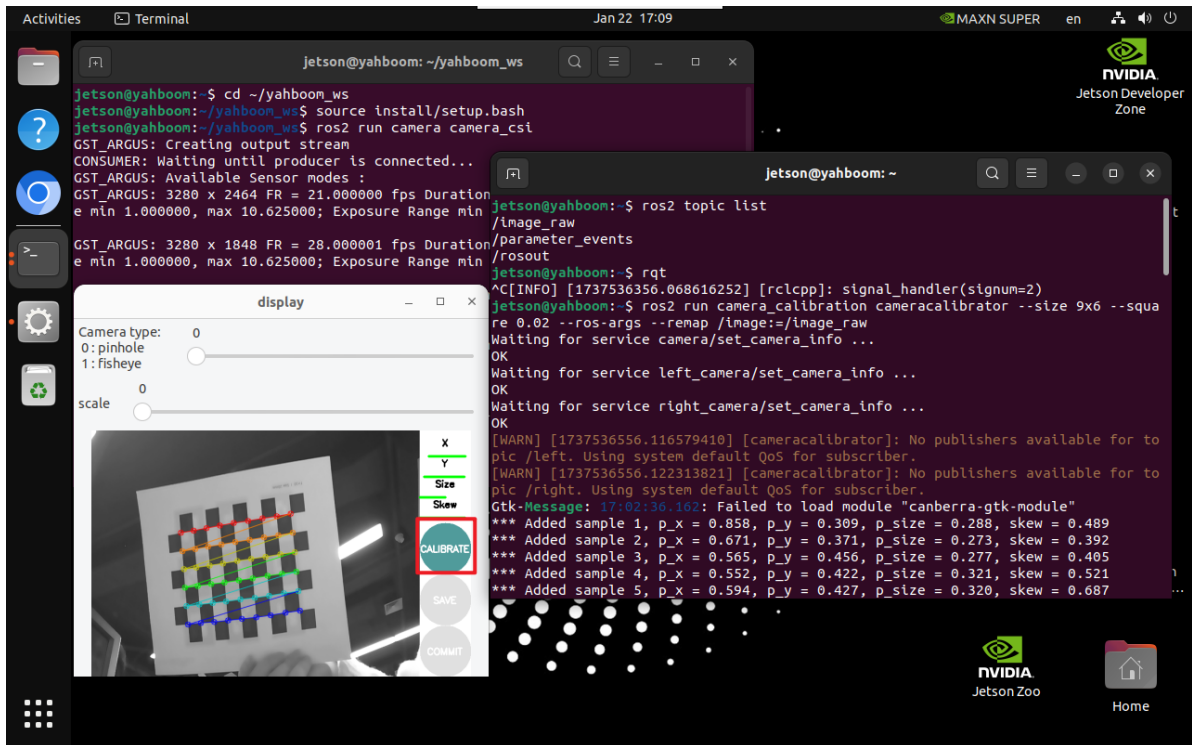 Activities
Terminal
Jan 22 17:09
MAXN SUPER
en
jetson@yahboom: ~/yahboom_ws
jetson@yahboom:~$ cd ~/yahboom_ws
jetson@yahboom:~/yahboom_ws$ source install/setup.bash
jetson@yahboom:~/yahboom_ws$ ros2 run camera camera_csi
GST_ARGUS: Creating output stream
CONSUMER: Waiting until producer is connected...
GST_ARGUS: Available Sensor modes :
GST_ARGUS: 3280 x 2464 FR = 21.000000 fps Duration
e min 1.000000, max 10.625000; Exposure Range min
GST_ARGUS: 3280 x 1848 FR = 28.000001 fps Duration
e min 1.000000, max 10.625000; Exposure Range min
jetson@yahboom: ~
jetson@yahboom:~$ ros2 topic list
/image_raw
/parameter_events
/rosout
jetson@yahboom:~$ rqt
^C[INFO] [1737536356.068616252] [rclcpp]: signal_handler(signum=2)
jetson@yahboom:~$ ros2 run camera_calibration cameracalibrator --size 9x6 --squa
re 0.02 --ros-args --remap /image:=/image_raw
Waiting for service camera/set_camera_info ...
OK
Waiting for service left_camera/set_camera_info ...
OK
Waiting for service right_camera/set_camera_info ...
OK
[WARN] [1737536556.116579410] [cameracalibrator]: No publishers available for to
pic /left. Using system default QoS for subscriber.
[WARN] [1737536556.122313821] [cameracalibrator]: No publishers available for to
pic /right. Using system default QoS for subscriber.
Gtk-Message: 17:02:36.162: Failed to load module "canberra-gtk-module"
*** Added sample 1, p_x = 0.858, p_y = 0.309, p_size = 0.288, skew = 0.489
*** Added sample 2, p_x = 0.671, p_y = 0.371, p_size = 0.273, skew = 0.392
*** Added sample 3, p_x = 0.565, p_y = 0.456, p_size = 0.277, skew = 0.405
*** Added sample 4, p_x = 0.552, p_y = 0.422, p_size = 0.321, skew = 0.521
*** Added sample 5, p_x = 0.594, p_y = 0.427, p_size = 0.320, skew = 0.687
display
Camera type:
0 : pinhole
1 : fisheye
0
scale
0
X
Y
Size
Skew
CALIBRATE
SAVE
COMMIT
NVIDIA.
Jetson Developer
Zone
NVIDIA.
Jetson Zoo
Home